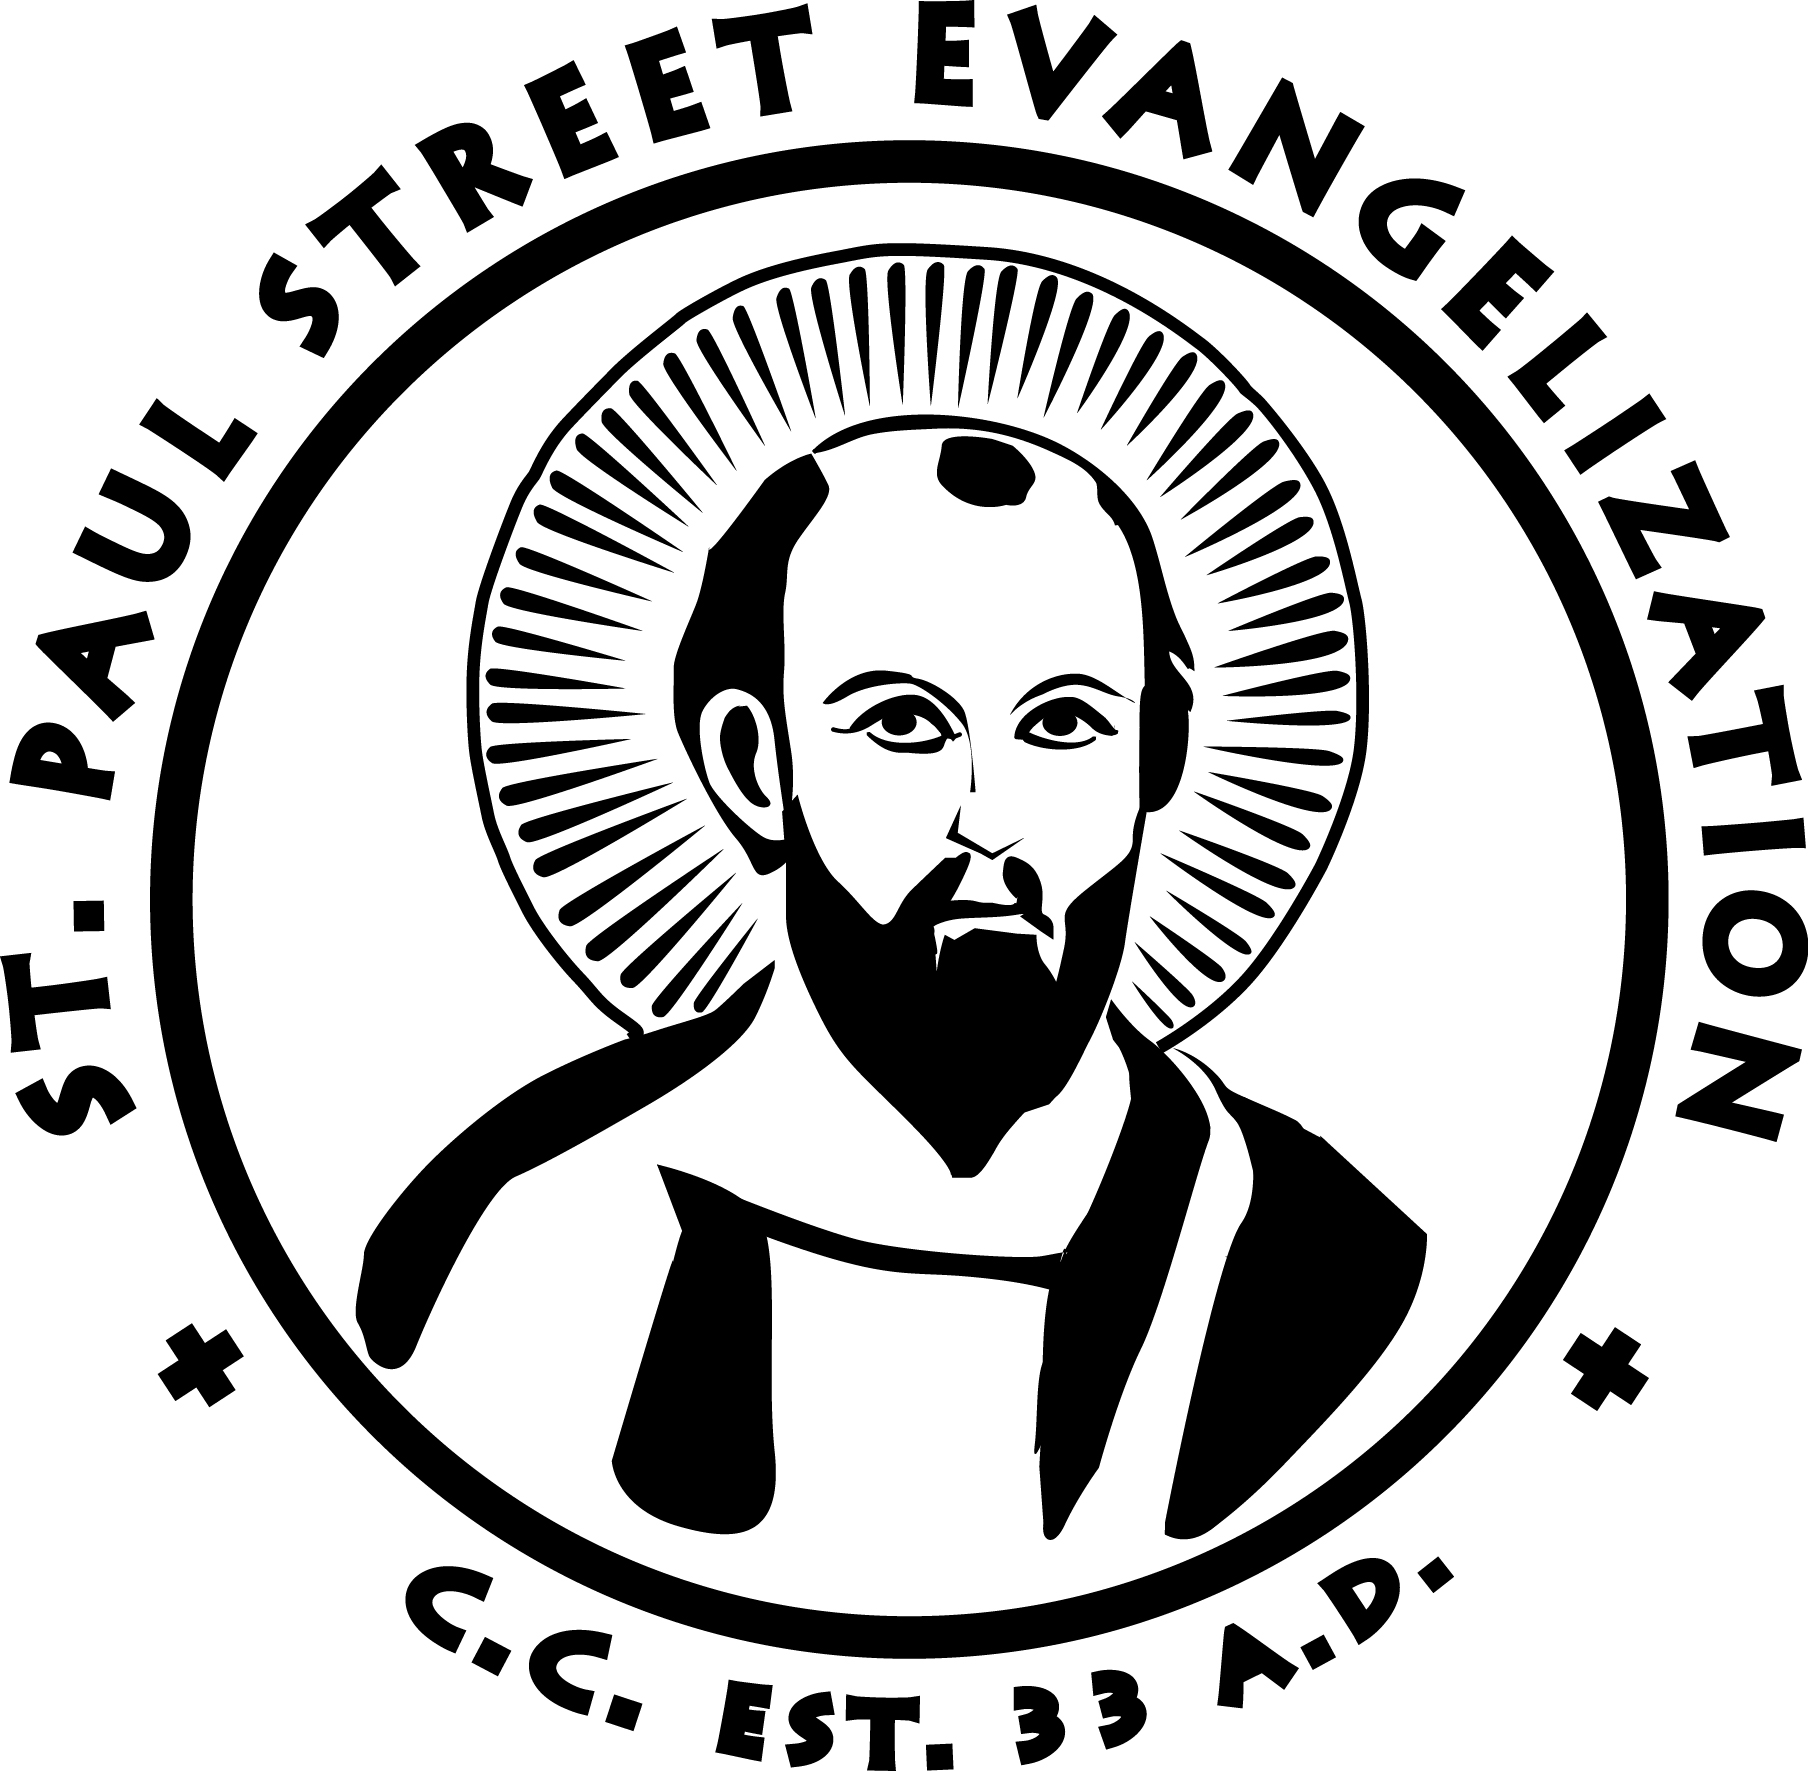 ST. PAUL STREET EVANGELIZATION
C.C. EST. 33 A.D.